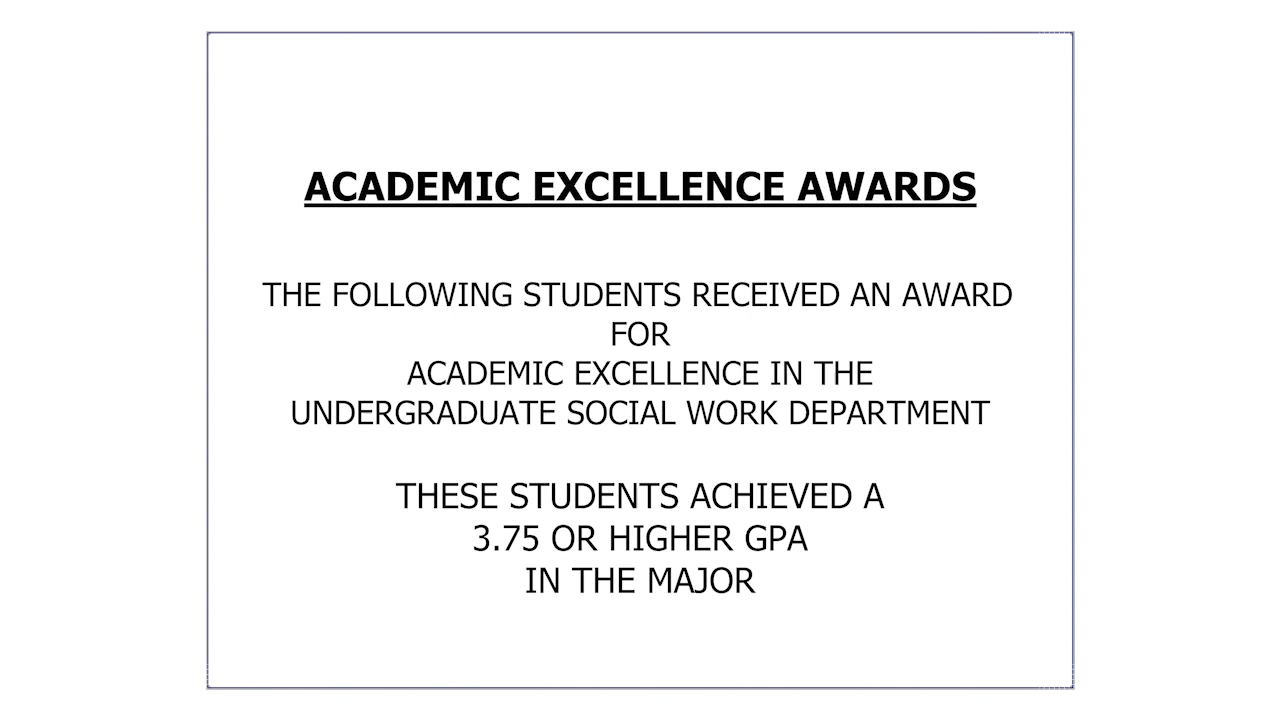 ACADEMIC EXCELLENCE AWARDS
THE FOLLOWING STUDENTS RECEIVED AN AWARD
FOR
ACADEMIC EXCELLENCE IN THE
UNDERGRADUATE SOCIAL WORK DEPARTMENT
THESE STUDENTS ACHIEVED A
3.75 OR HIGHER GPA
IN THE MAJOR